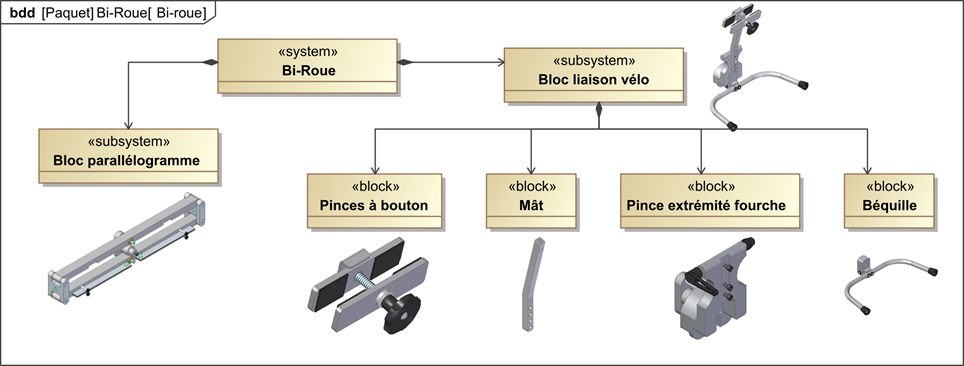 bdd [Paquet] Bi-Roue[ Bi-roue]
«system»
Bi-Roue
«subsystem»
Bloc liaison vélo
«subsystem»
Bloc parallélogramme
«block»
Pinces à bouton
«block»
Mât
«block»
Pince extrémité fourche
«block»
Béquille